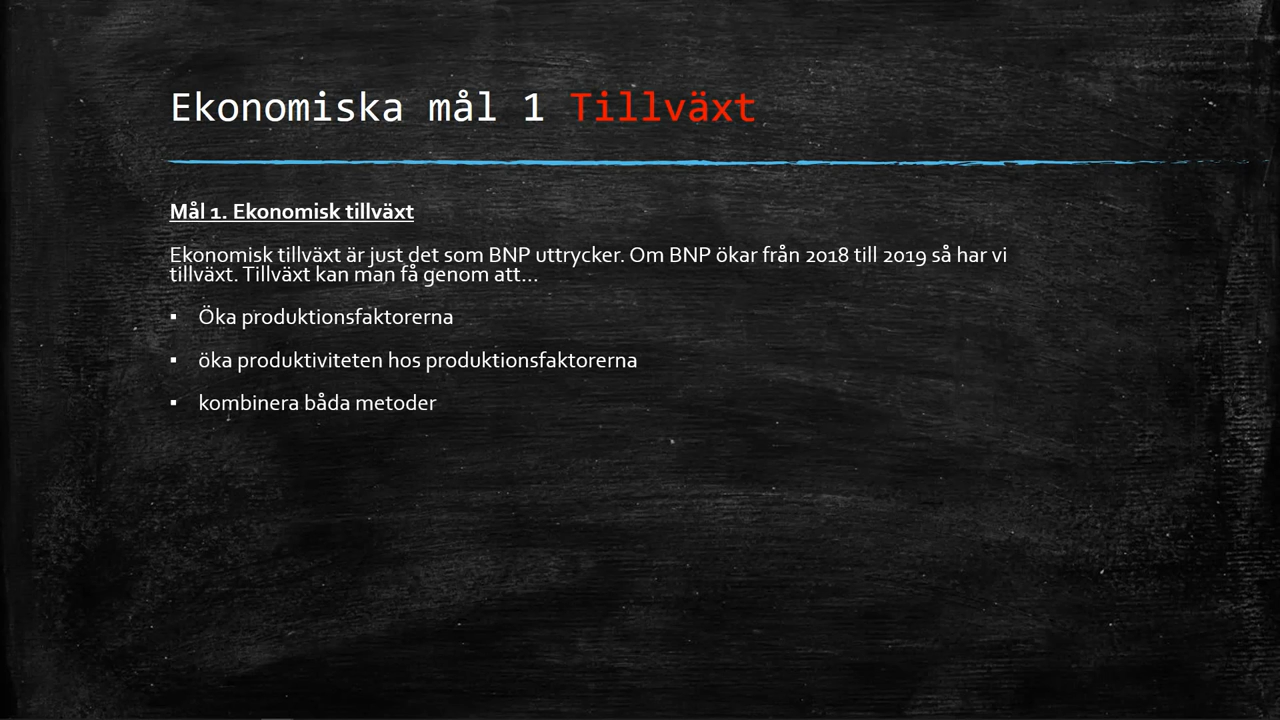 Ekonomiska mål 1 Tillväxt
Mål 1. Ekonomisk tillväxt
Ekonomisk tillväxt är just det som BNP uttrycker. Om BNP ökar från 2018 till 2019 så har vi
tillväxt. Tillväxt kan man få genom att...
▪ Öka produktionsfaktorerna
▪ öka produktiviteten hos produktionsfaktorerna
▪ kombinera båda metoder